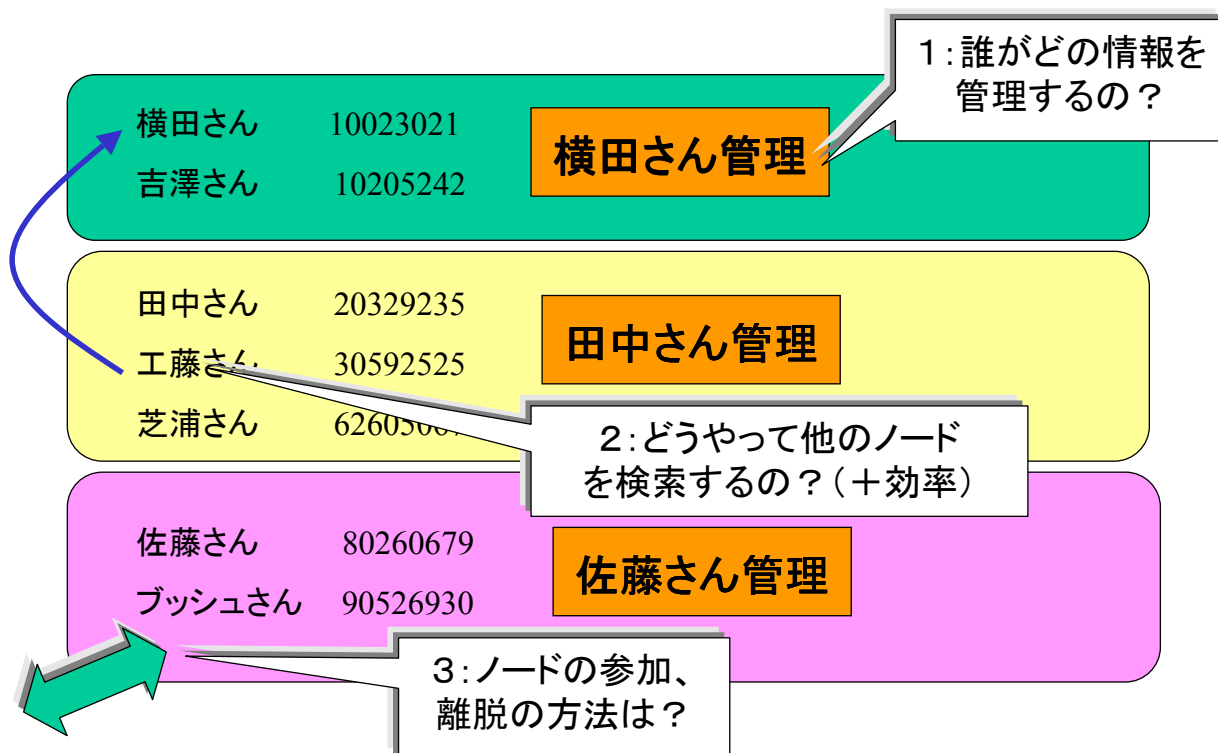 1:誰がどの情報を
管理するの?
横田さん 10023021
吉澤さん 10205242
横田さん管理
田中さん 20329235
工藤さん 30592525
芝浦さん
田中さん管理
2:どうやって他のノード
を検索するの?(+効率)
佐藤さん 80260679
ブッシュさん 90526930
佐藤さん管理
3:ノードの参加、
離脱の方法は?